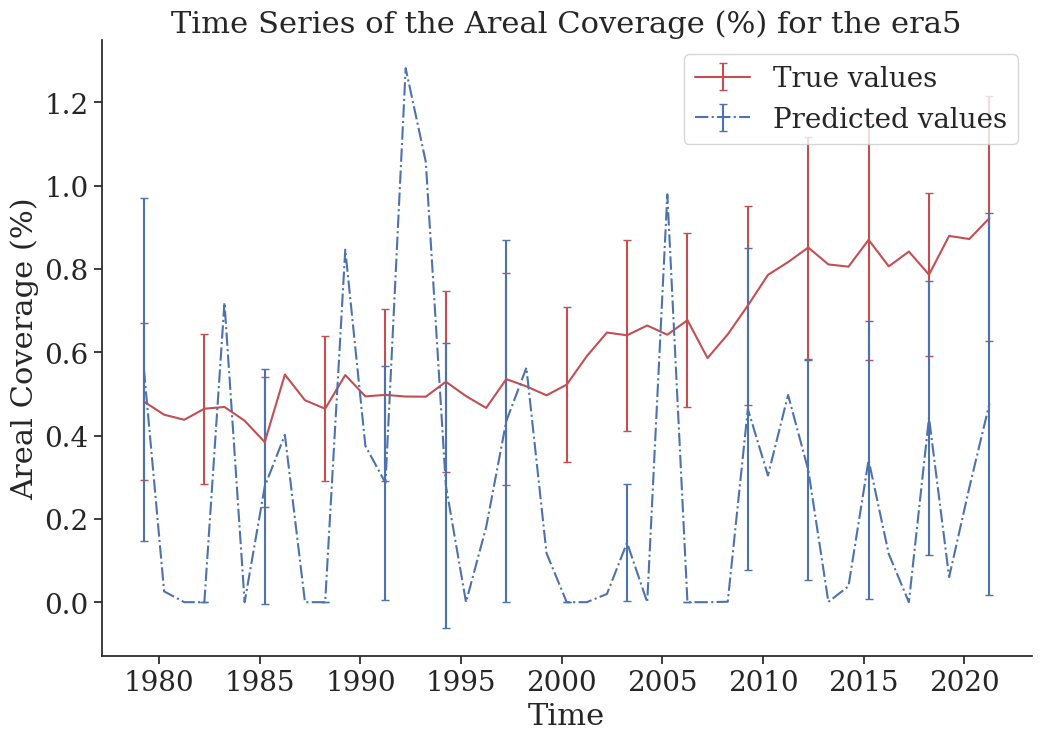 Time Series of the Areal Coverage (%) for the era5
True values
Predicted values
Areal Coverage (%)
1.2
1.0
0.8
0.6
0.4
0.2
0.0
1980 1985 1990 1995 2000 2005 2010 2015 2020
Time